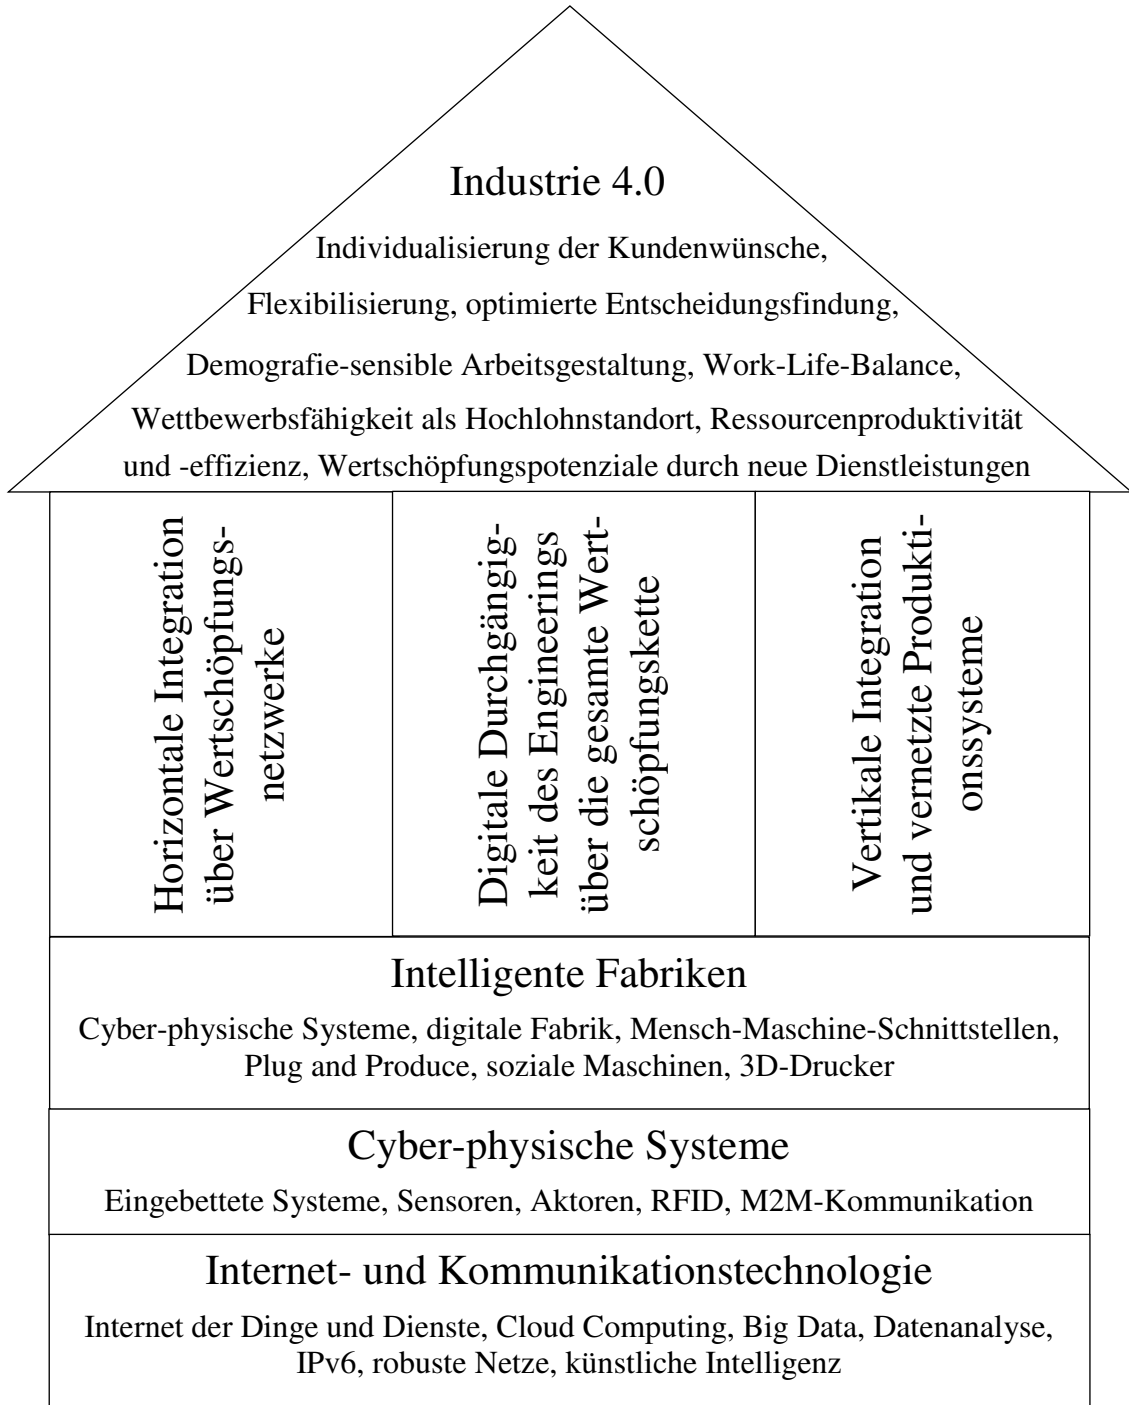 Industrie 4.0
Individualisierung der Kundenwünsche,
Flexibilisierung, optimierte Entscheidungsfindung,
Demografie-sensible Arbeitsgestaltung, Work-Life-Balance,
Wettbewerbsfähigkeit als Hochlohnstandort, Ressourcenproduktivität
und -effizienz, Wertschöpfungspotenziale durch neue Dienstleistungen
Horizontale Integration
über Wertschöpfungs-
netzwerke
Digitale Durchgängig-
keit des Engineerings
über die gesamte Wert-
schöpfungskette
Vertikale Integration
und vernetzte Produkti-
onssysteme
Intelligente Fabriken
Cyber-physische Systeme, digitale Fabrik, Mensch-Maschine-Schnittstellen,
Plug and Produce, soziale Maschinen, 3D-Drucker
Cyber-physische Systeme
Eingebettete Systeme, Sensoren, Aktoren, RFID, M2M-Kommunikation
Internet- und Kommunikationstechnologie
Internet der Dinge und Dienste, Cloud Computing, Big Data, Datenanalyse,
IPv6, robuste Netze, künstliche Intelligenz